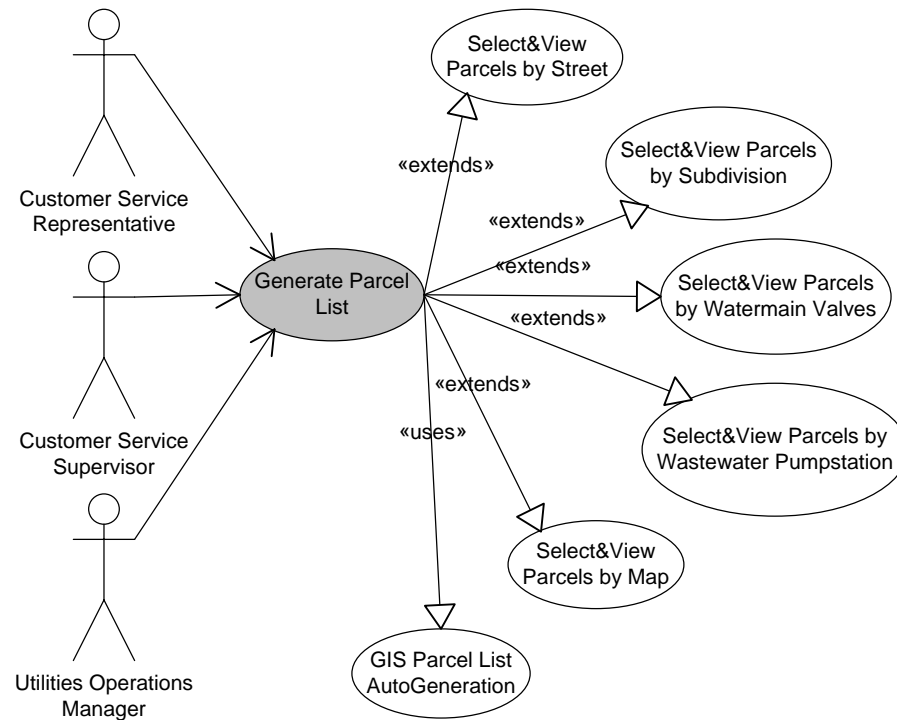 Select&View
Parcels by Street
«extends»
Customer Service
Representative
Select&View Parcels
by Subdivision
«extends»
«extends»
Generate Parcel
List
Select&View Parcels
by Watermain Valves
«extends»
«extends»
«uses»
Customer Service
Supervisor
Select&View Parcels by
Wastewater Pumpstation
Select&View
Parcels by Map
GIS Parcel List
AutoGeneration
Utilities Operations
Manager